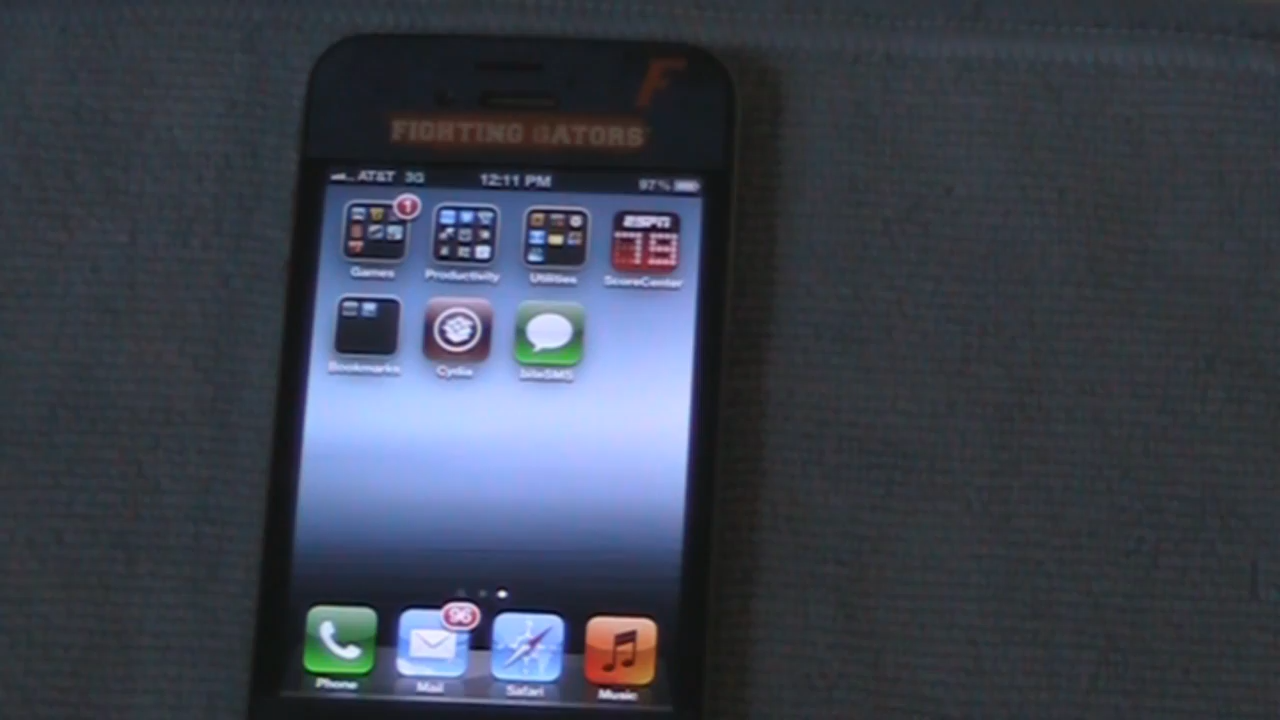 F
FIGHTING GATORS
AT&T 3G 12:11 PM 97%
1
ESPN
Games Productivity Utilities ScoreCenter
Bookmarks Cydia biteSMS
96
Phone Mail Safari Music